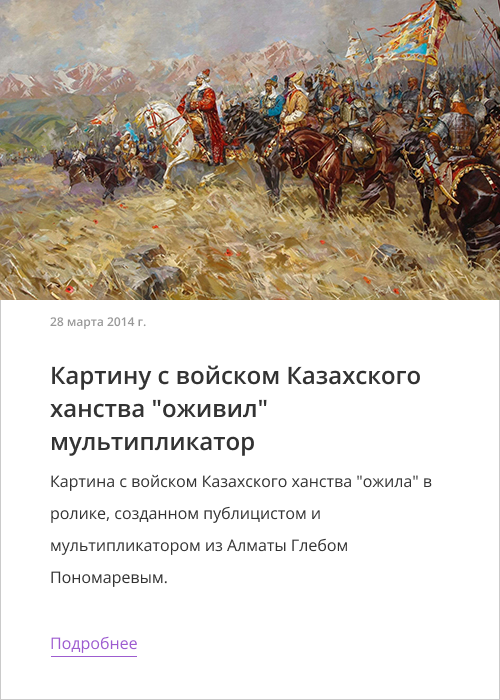 28 марта 2014 г.
Картину с войском Казахского
ханства "оживил"
мультипликатор
Картина с войском Казахского ханства "ожила" в
ролике, созданном публицистом и
мультипликатором из Алматы Глебом
Пономаревым.
Подробнее